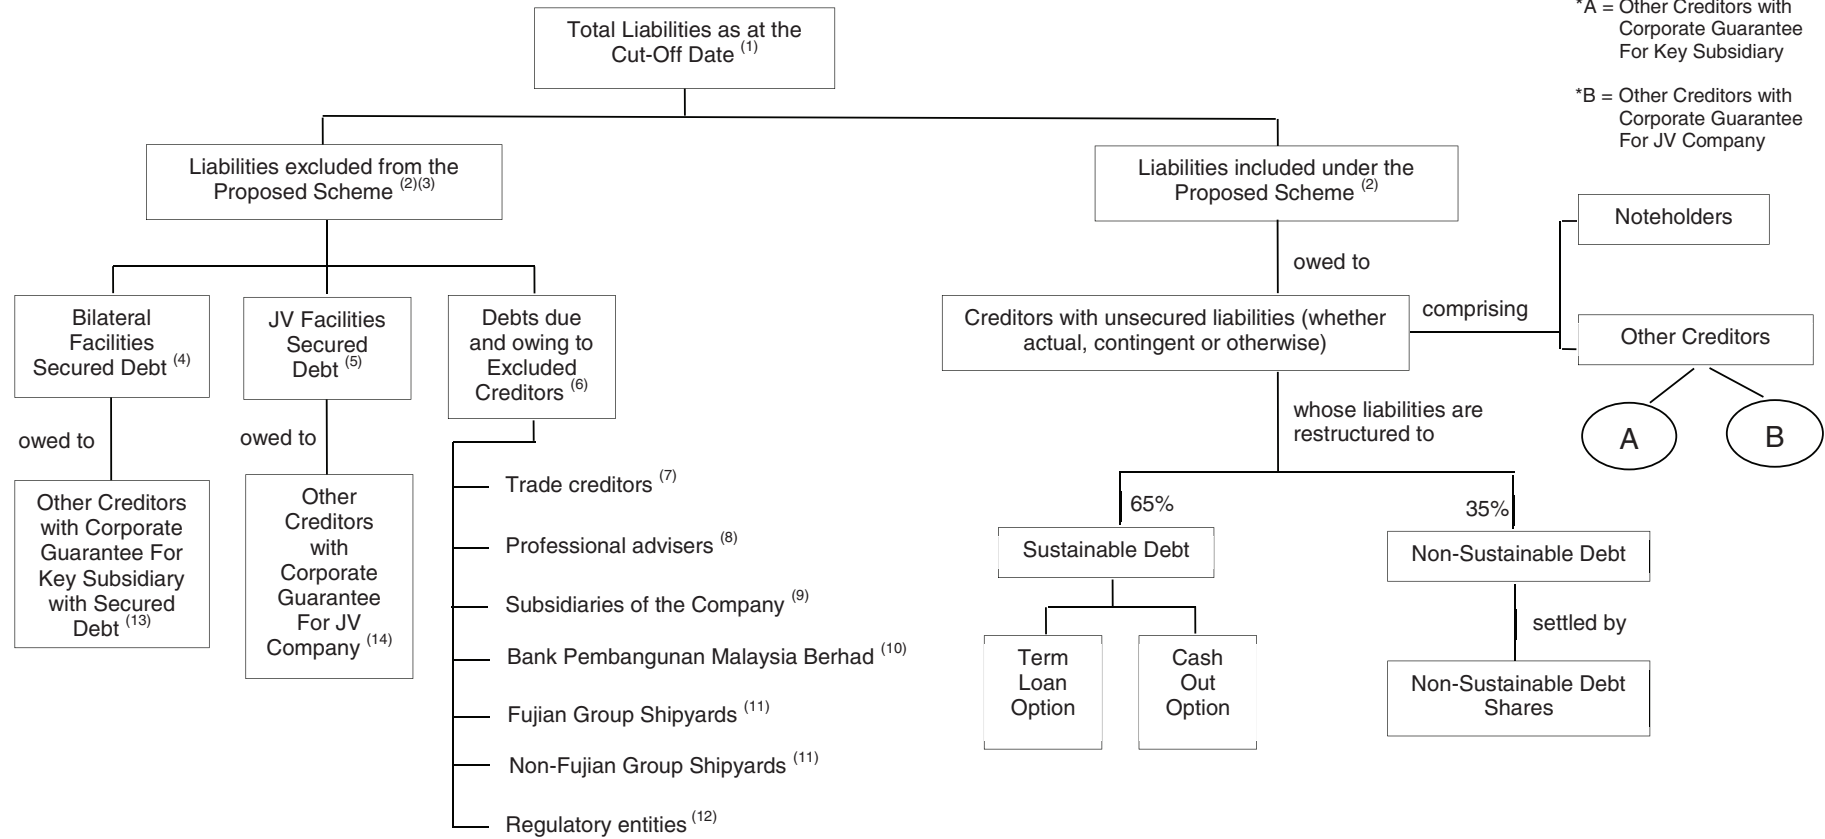 Total Liabilities as at the
Cut-Off Date (1)
*A = Other Creditors with
Corporate Guarantee
For Key Subsidiary
*B = Other Creditors with
Corporate Guarantee
For JV Company
Liabilities excluded from the
Proposed Scheme (2)(3)
Liabilities included under the
Proposed Scheme (2)
Noteholders
owed to
Bilateral
Facilities
Secured Debt (4)
JV Facilities
Secured
Debt (5)
Debts due
and owing to
Excluded
Creditors (6)
Creditors with unsecured liabilities (whether
actual, contingent or otherwise)
comprising
Other Creditors
A
B
owed to
owed to
whose liabilities are
restructured to
Other Creditors
with Corporate
Guarantee For
Key Subsidiary
with Secured
Debt (13)
Other
Creditors
with
Corporate
Guarantee
For JV
Company (14)
Trade creditors (7)
Professional advisers (8)
Subsidiaries of the Company (9)
Bank Pembangunan Malaysia Berhad (10)
Fujian Group Shipyards (11)
Non-Fujian Group Shipyards (11)
Regulatory entities (12)
65%
35%
Sustainable Debt
Non-Sustainable Debt
Term
Loan
Option
Cash
Out
Option
settled by
Non-Sustainable Debt
Shares